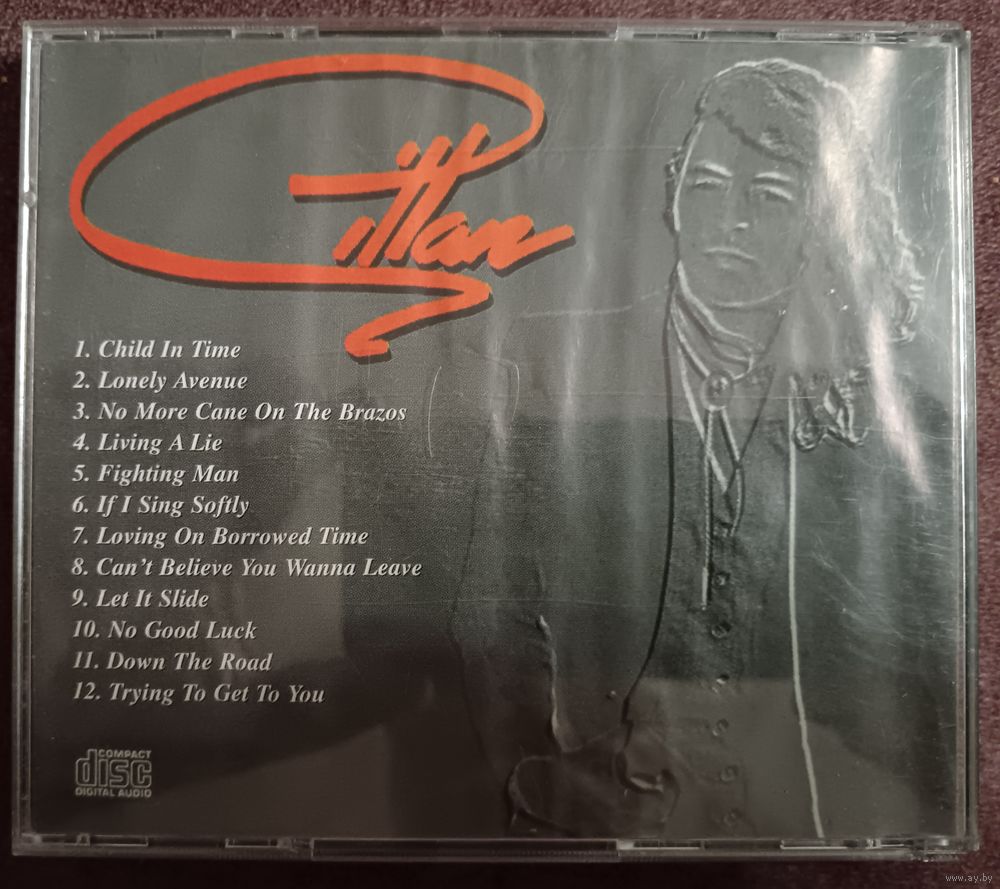 Gillan
1. Child In Time
2. Lonely Avenue
3. No More Cane On The Brazos
4. Living A Lie
5. Fighting Man
6. If I Sing Softly
7. Loving On Borrowed Time
8. Can't Believe You Wanna Leave
9. Let It Slide
10. No Good Luck
11. Down The Road
12. Trying To Get To You
COMPACT
disc
DIGITAL AUDIO
www.ay.by